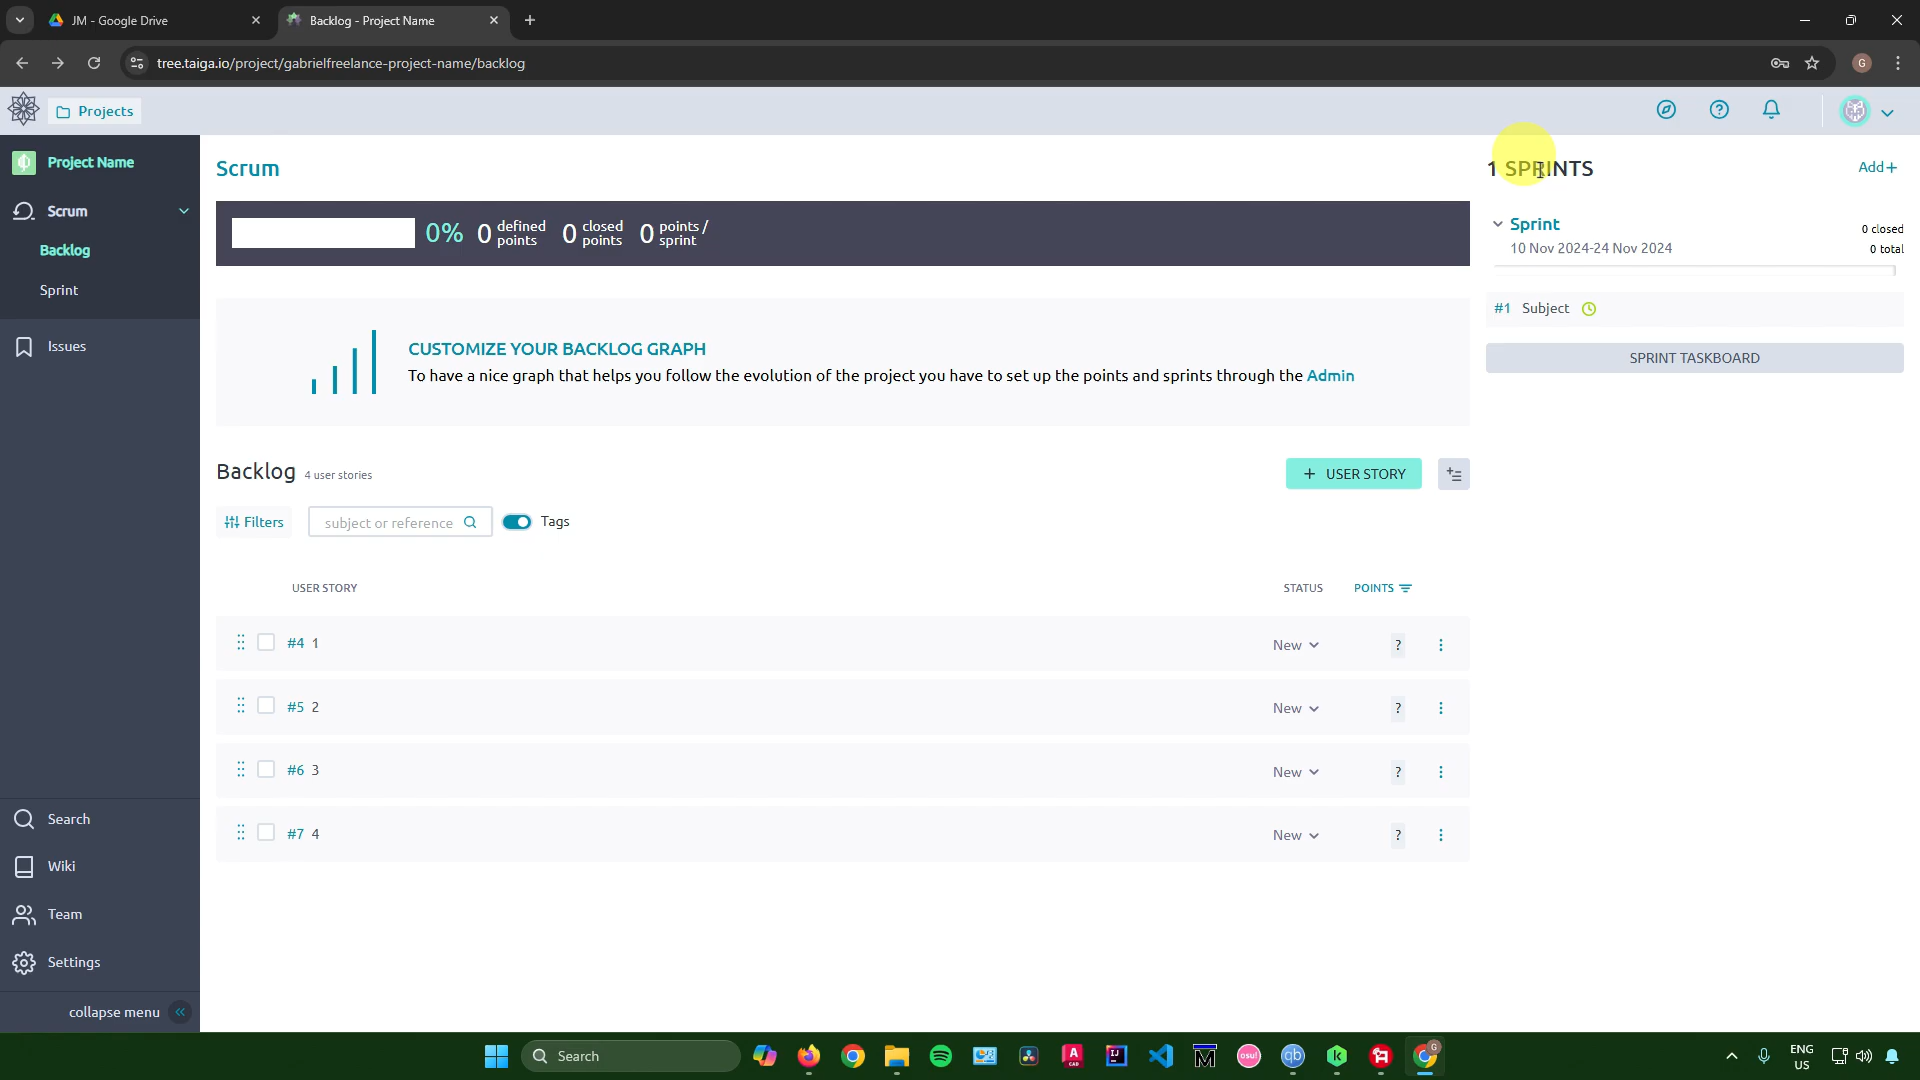 JM - Google Drive
Backlog - Project Name
tree.taiga.io/project/gabrielfreelance-project-name/backlog
G
Projects
Project Name
Scrum
Backlog
Sprint
Issues
Search
Wiki
Team
Settings
collapse menu
Scrum
0% 0 defined points 0 closed points 0 points / sprint
CUSTOMIZE YOUR BACKLOG GRAPH
To have a nice graph that helps you follow the evolution of the project you have to set up the points and sprints through the Admin
Backlog 4 user stories
+ USER STORY
Filters subject or reference Tags
USER STORY STATUS POINTS
#4 1 New ?
#5 2 New ?
#6 3 New ?
#7 4 New ?
1 SPRINTS Add+
Sprint 0 closed
10 Nov 2024-24 Nov 2024 0 total
#1 Subject
SPRINT TASKBOARD
Search
A CAD
IJ
M
osu!
qb
k
G
ENG
US